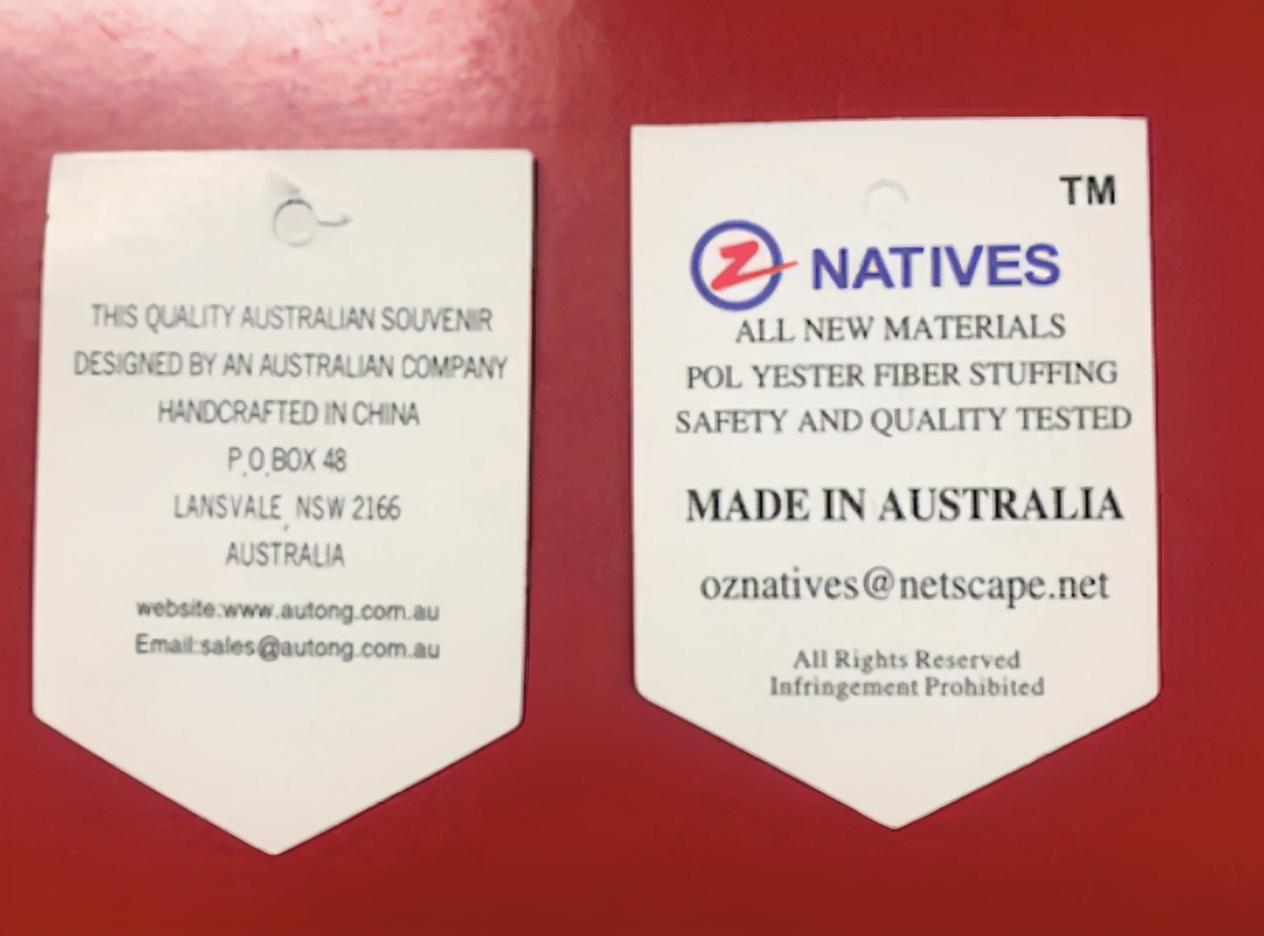 THIS QUALITY AUSTRALIAN SOUVENIR
DESIGNED BY AN AUSTRALIAN COMPANY
HANDCRAFTED IN CHINA
P.O.BOX 48
LANSVALE, NSW 2166
AUSTRALIA
website:www.autong.com.au
Email:sales@autong.com.au
TM
OZ NATIVES
ALL NEW MATERIALS
POL YESTER FIBER STUFFING
SAFETY AND QUALITY TESTED
MADE IN AUSTRALIA
oznatives@netscape.net
All Rights Reserved
Infringement Prohibited